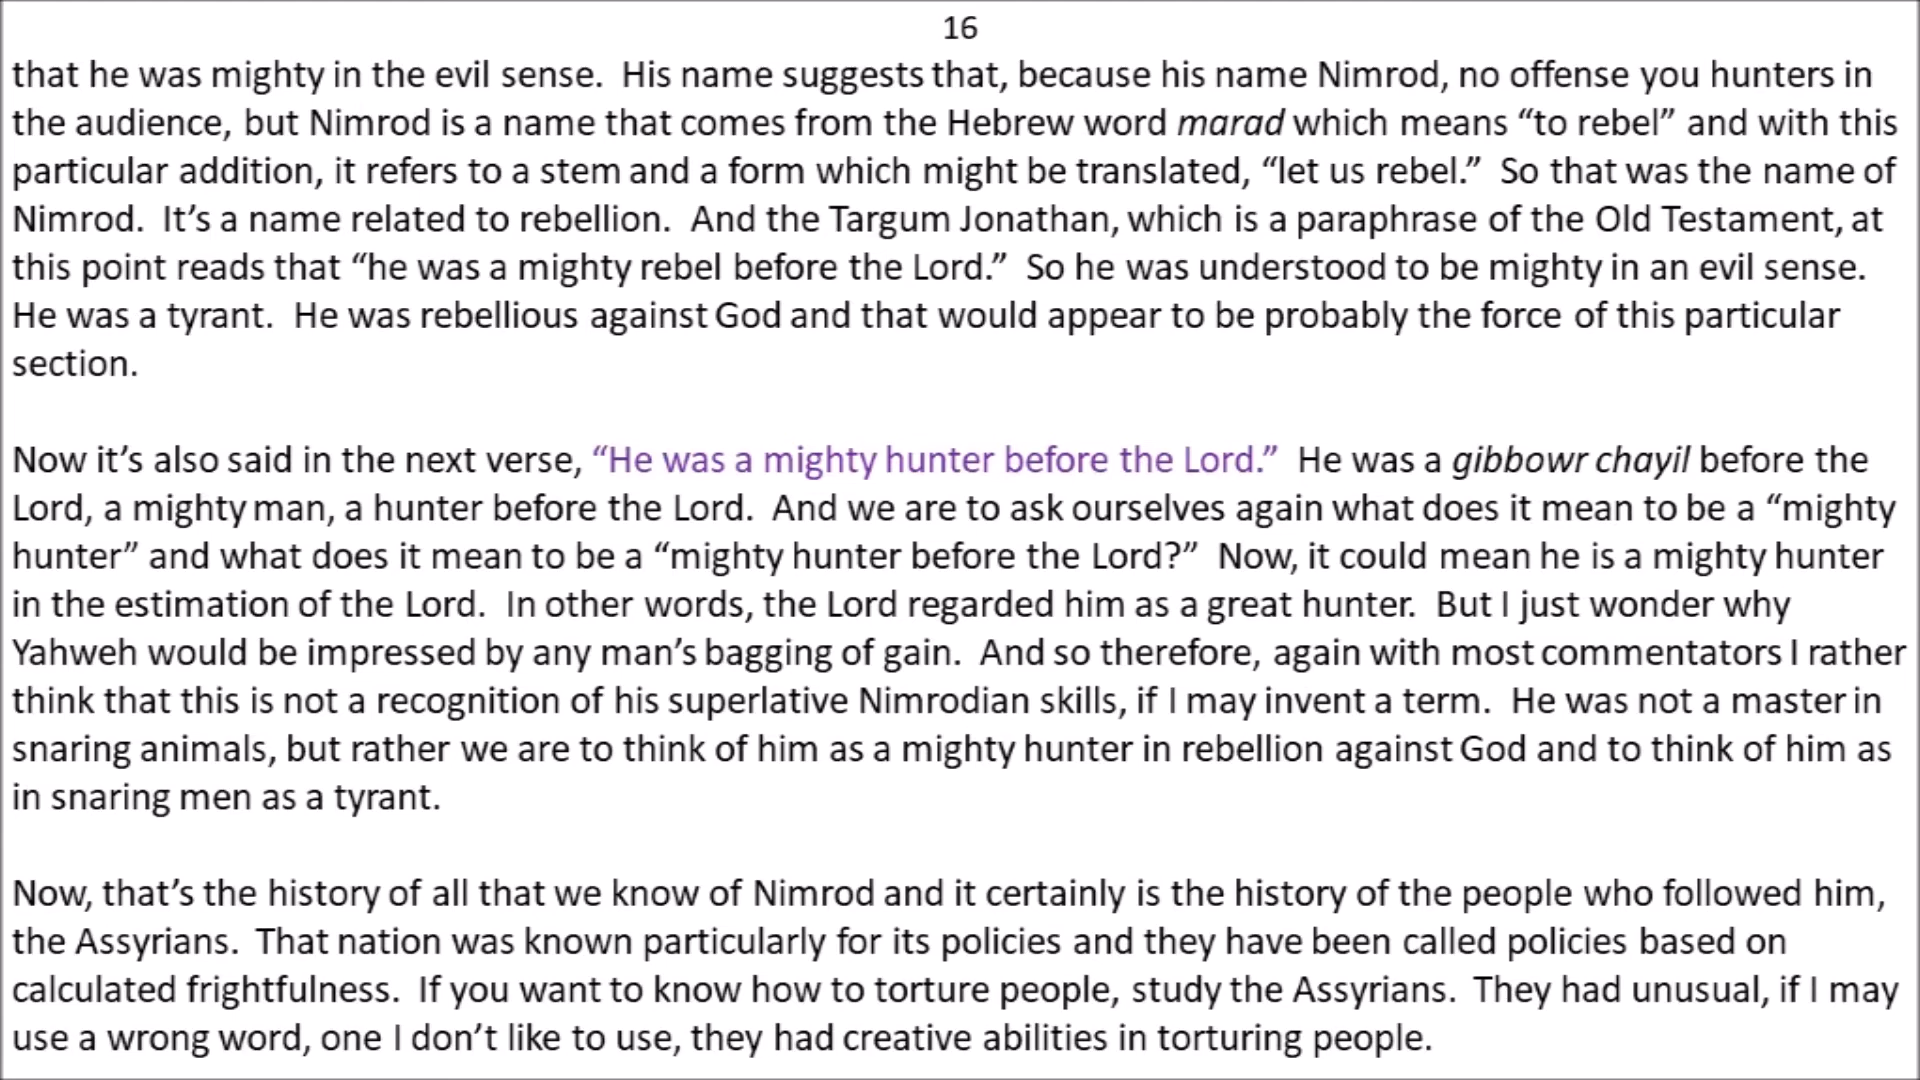 16
that he was mighty in the evil sense.  His name suggests that, because his name Nimrod, no offense you hunters in
the audience, but Nimrod is a name that comes from the Hebrew word marad which means “to rebel” and with this
particular addition, it refers to a stem and a form which might be translated, “let us rebel.”  So that was the name of
Nimrod.  It’s a name related to rebellion.  And the Targum Jonathan, which is a paraphrase of the Old Testament, at
this point reads that “he was a mighty rebel before the Lord.”  So he was understood to be mighty in an evil sense.
He was a tyrant.  He was rebellious against God and that would appear to be probably the force of this particular
section.
Now it’s also said in the next verse, “He was a mighty hunter before the Lord.”  He was a gibbowr chayil before the
Lord, a mighty man, a hunter before the Lord.  And we are to ask ourselves again what does it mean to be a “mighty
hunter” and what does it mean to be a “mighty hunter before the Lord?”  Now, it could mean he is a mighty hunter
in the estimation of the Lord.  In other words, the Lord regarded him as a great hunter.  But I just wonder why
Yahweh would be impressed by any man’s bagging of gain.  And so therefore, again with most commentators I rather
think that this is not a recognition of his superlative Nimrodian skills, if I may invent a term.  He was not a master in
snaring animals, but rather we are to think of him as a mighty hunter in rebellion against God and to think of him as
in snaring men as a tyrant.
Now, that’s the history of all that we know of Nimrod and it certainly is the history of the people who followed him,
the Assyrians.  That nation was known particularly for its policies and they have been called policies based on
calculated frightfulness.  If you want to know how to torture people, study the Assyrians.  They had unusual, if I may
use a wrong word, one I don’t like to use, they had creative abilities in torturing people.